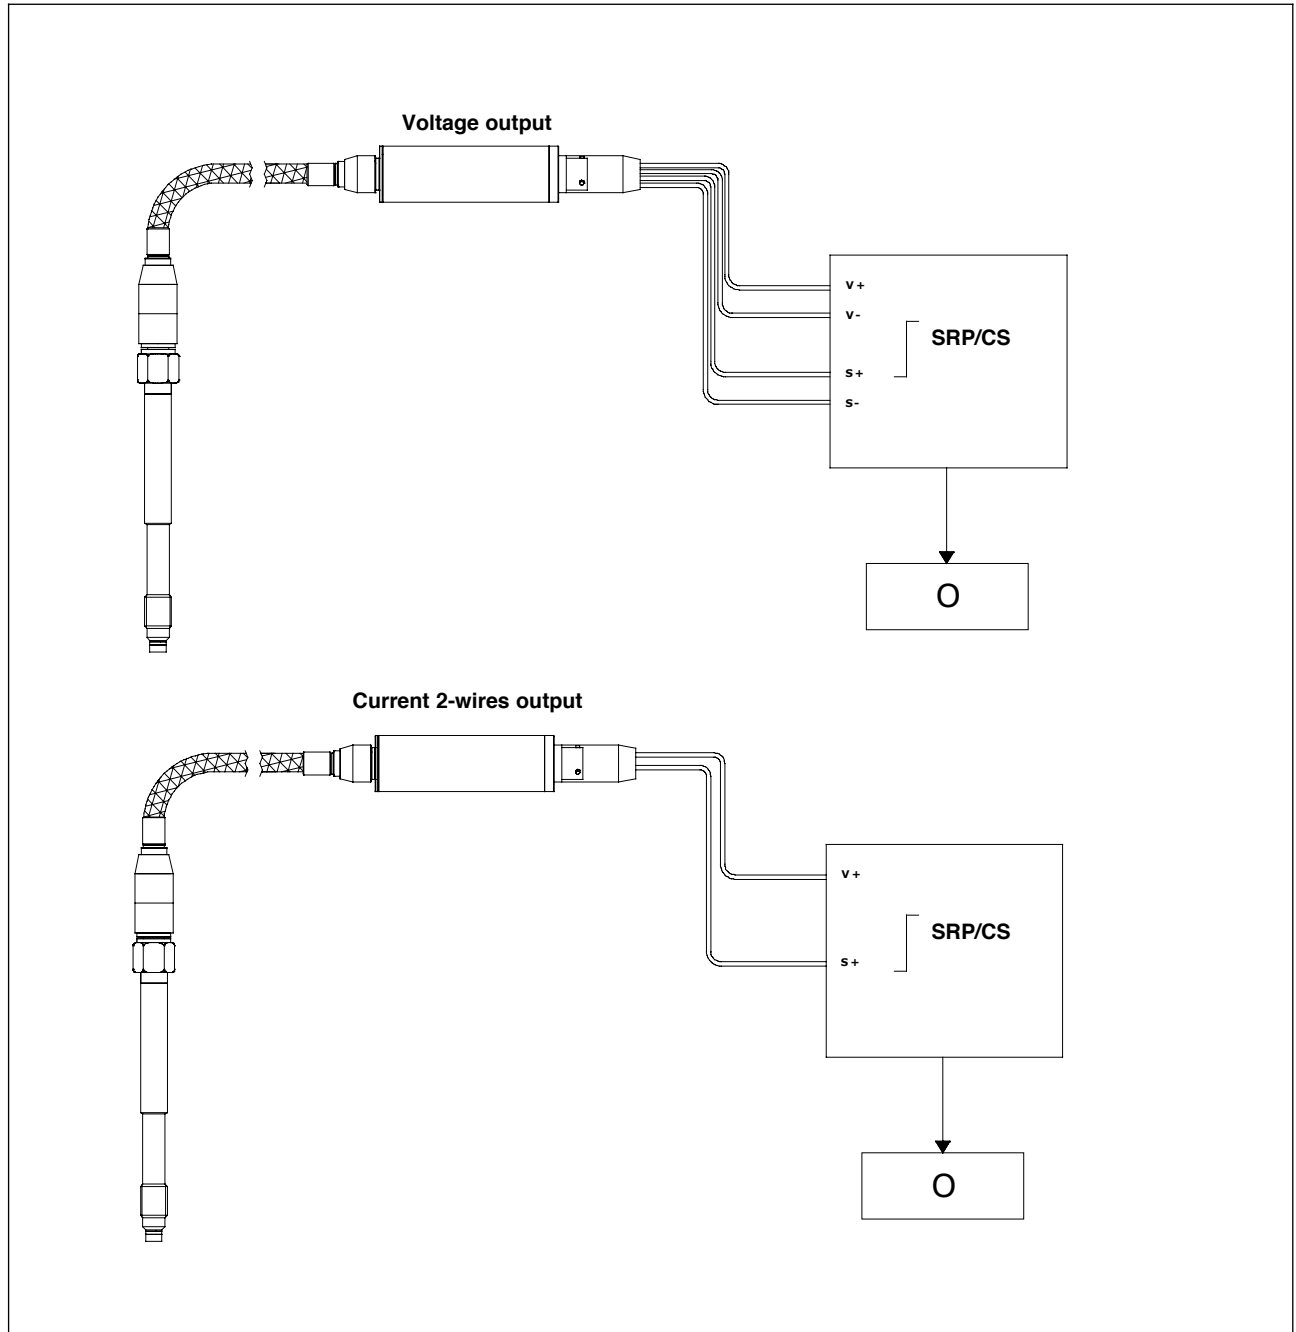 Voltage output
V+
V-
SRP/CS
S+
S-
O
Current 2-wires output
V+
SRP/CS
S+
O